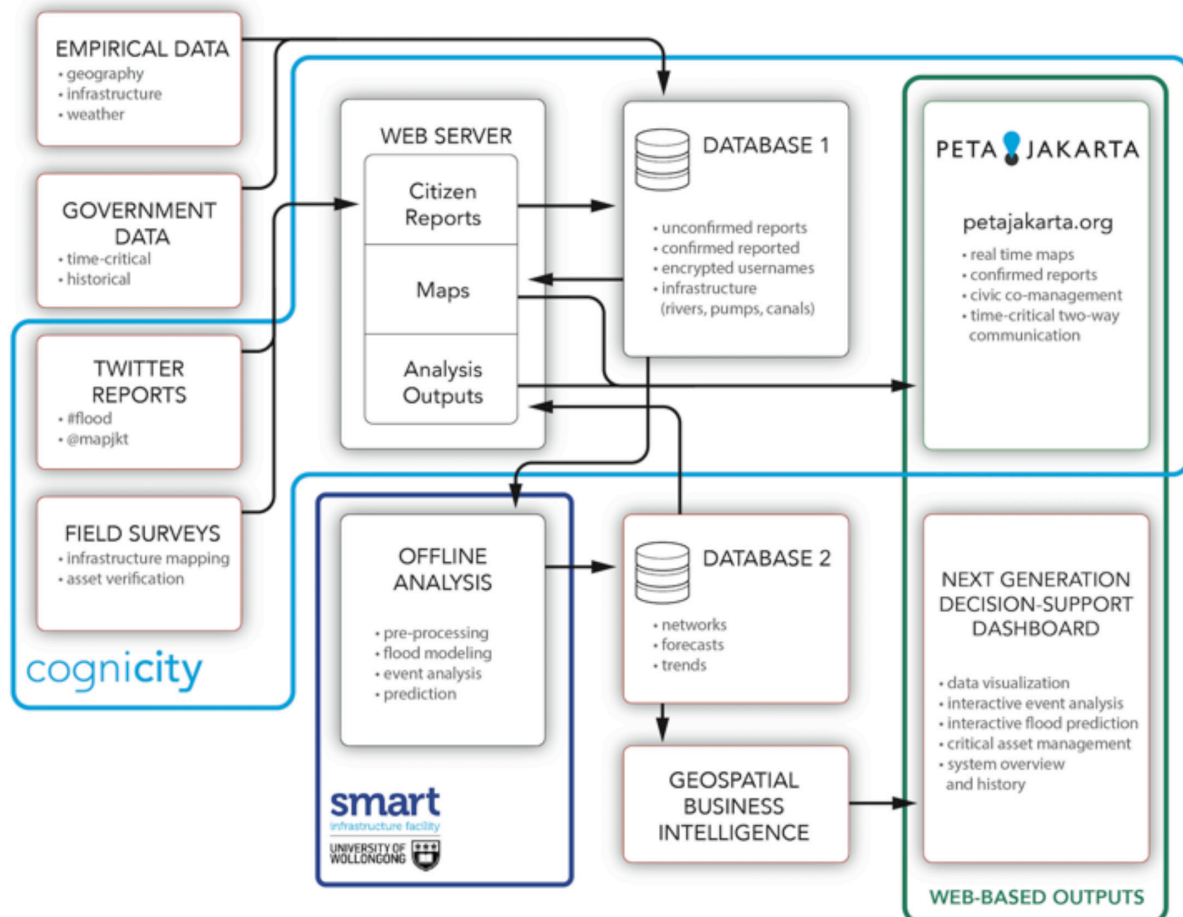 EMPIRICAL DATA
• geography
• infrastructure
• weather
GOVERNMENT
DATA
• time-critical
• historical
TWITTER
REPORTS
• #flood
• @mapjkt
FIELD SURVEYS
• infrastructure mapping
• asset verification
cognicity
WEB SERVER
Citizen
Reports
Maps
Analysis
Outputs
DATABASE 1
• unconfirmed reports
• confirmed reported
• encrypted usernames
• infrastructure
(rivers, pumps, canals)
PETA JAKARTA
petajakarta.org
• real time maps
• confirmed reports
• civic co-management
• time-critical two-way
communication
OFFLINE
ANALYSIS
• pre-processing
• flood modeling
• event analysis
• prediction
smart
infrastructure facility
UNIVERSITY OF
WOLLONGONG
DATABASE 2
• networks
• forecasts
• trends
GEOSPATIAL
BUSINESS
INTELLIGENCE
NEXT GENERATION
DECISION-SUPPORT
DASHBOARD
• data visualization
• interactive event analysis
• interactive flood prediction
• critical asset management
• system overview
and history
WEB-BASED OUTPUTS